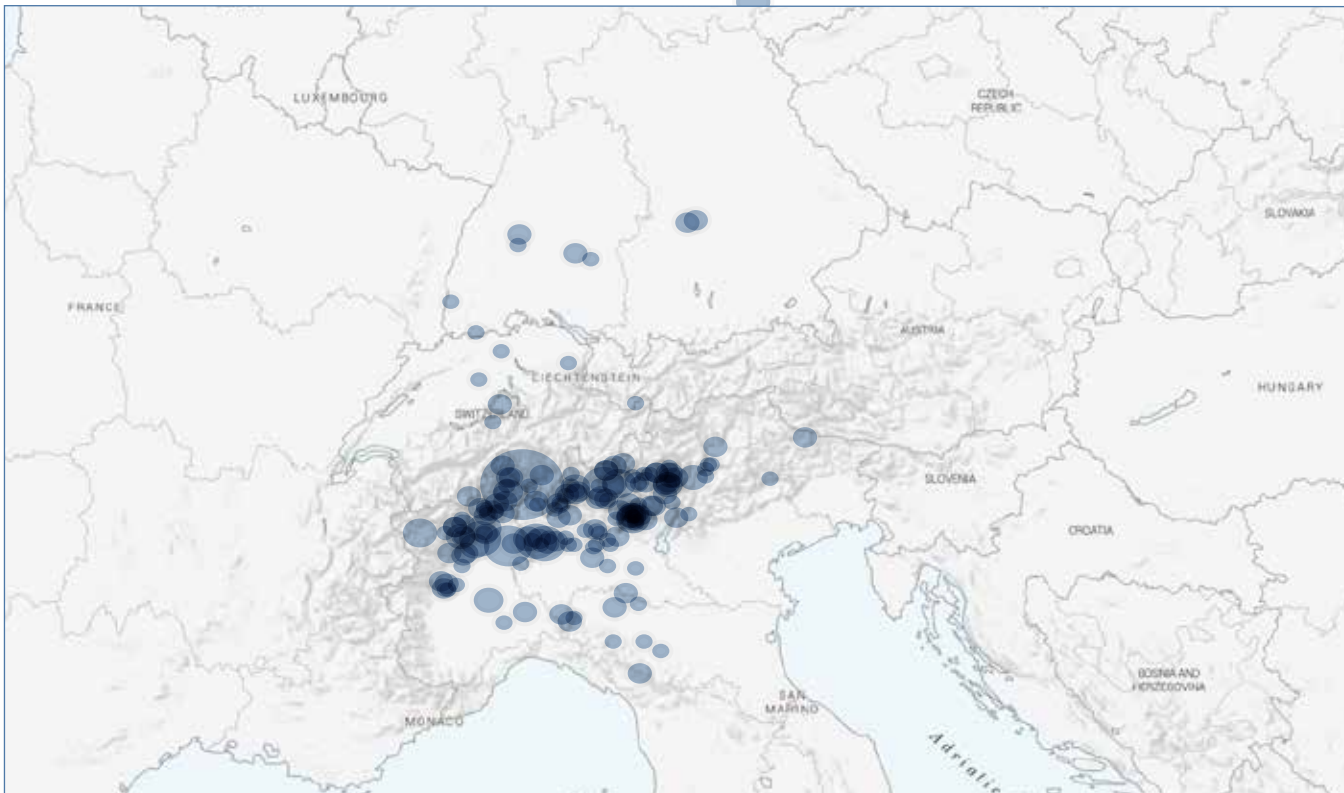 LUXEMBOURG
CZECH
REPUBLIC
SLOVAKIA
FRANCE
AUSTRIA
LIECHTENSTEIN
HUNGARY
SWITZERLAND
SLOVENIA
CROATIA
BOSNIA AND
HERZEGOVINA
SAN
MARINO
MONACO
Adriatic